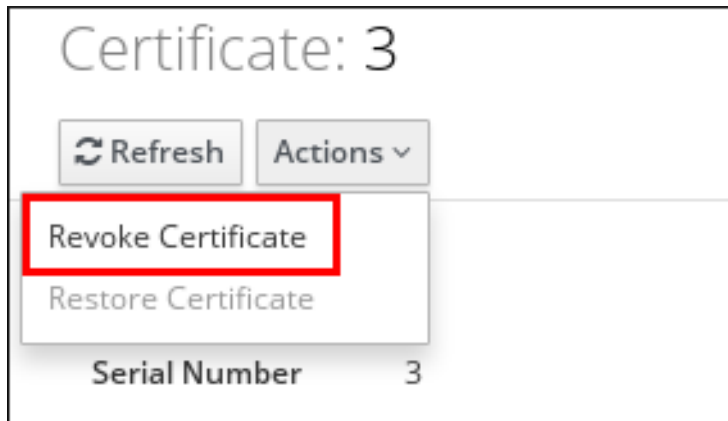 Certificate: 3
Refresh Actions
Revoke Certificate
Restore Certificate
Serial Number 3